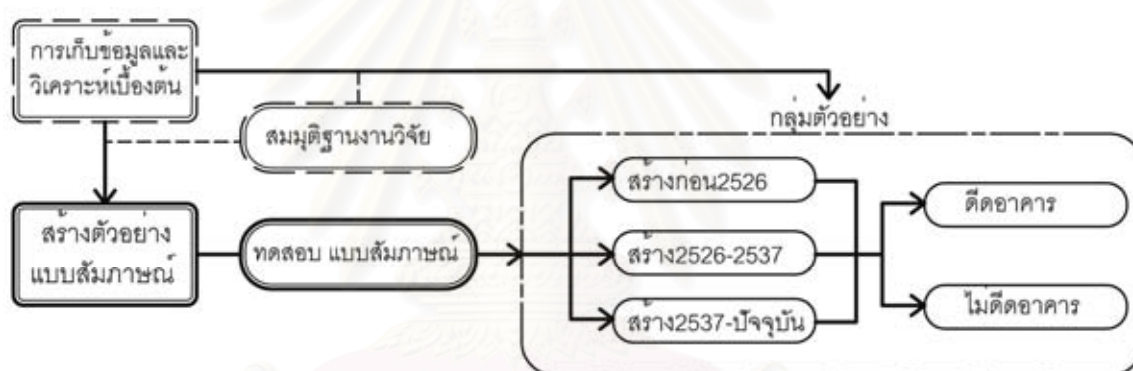 การเก็บข้อมูลและ
วิเคราะห์เบื้องต้น
สมมุติฐานงานวิจัย
กลุ่มตัวอย่าง
สร้างตัวอย่าง
แบบสัมภาษณ์
ทดสอบ แบบสัมภาษณ์
สร้างก่อน2526
สร้าง2526-2537
สร้าง2537-ปัจจุบัน
ดีดอาคาร
ไม่ดีดอาคาร